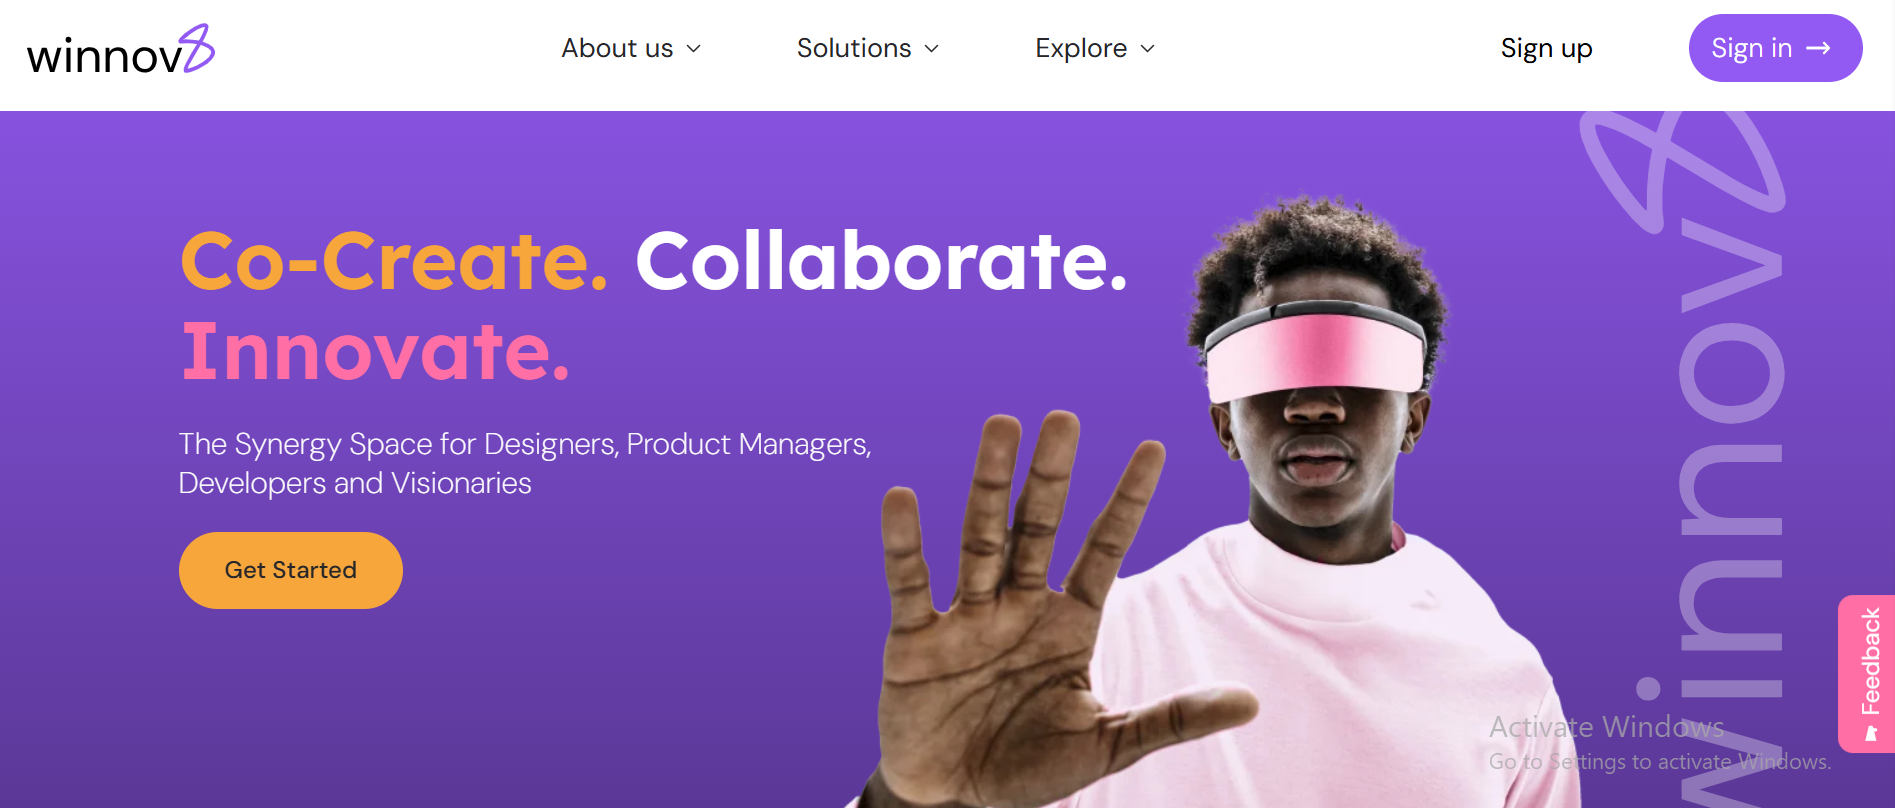 winnov8
About us
Solutions
Explore
Sign up
Sign in →
Co-Create. Collaborate.
Innovate.
The Synergy Space for Designers, Product Managers,
Developers and Visionaries
Get Started
winnov8
Feedback
Activate Windows
Go to Settings to activate Windows.